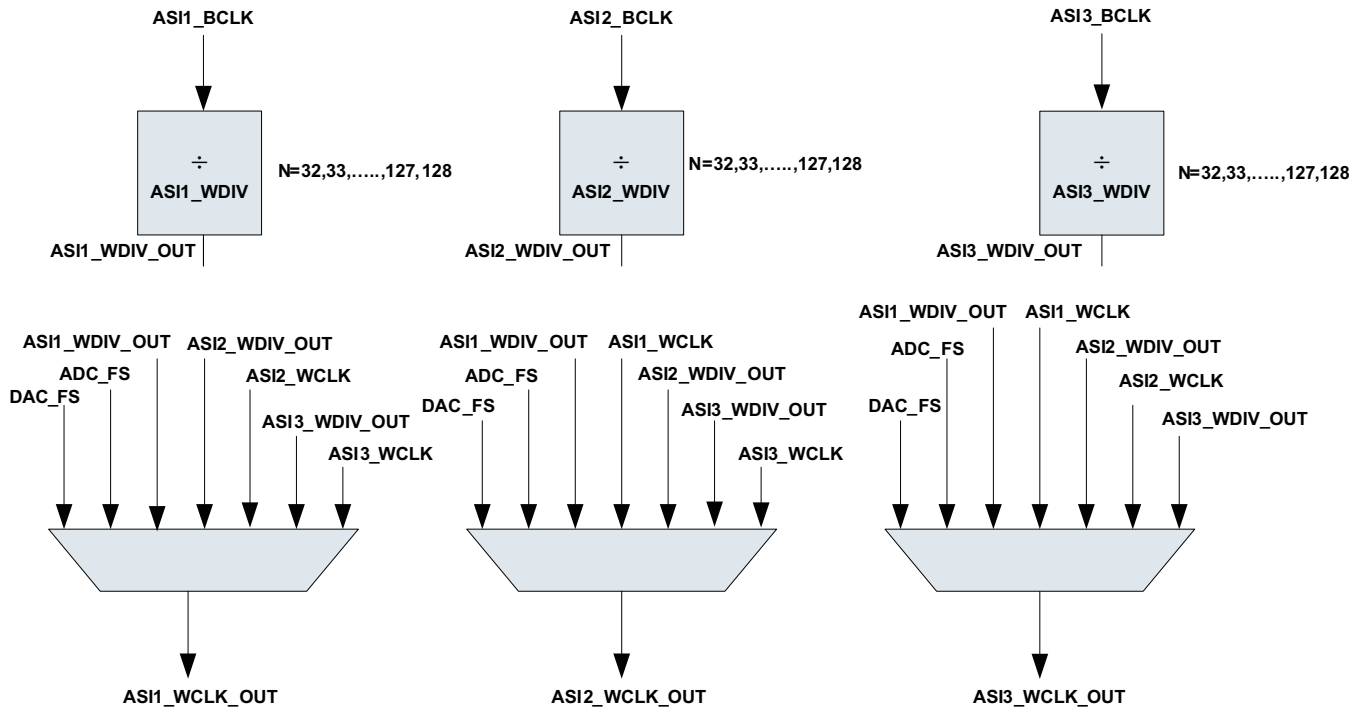 ASI1_BCLK
ASI2_BCLK
ASI3_BCLK
÷
ASI1_WDIV
N=32,33,.....,127,128
÷
ASI2_WDIV
N=32,33,.....,127,128
÷
ASI3_WDIV
N=32,33,.....,127,128
ASI1_WDIV_OUT
ASI2_WDIV_OUT
ASI3_WDIV_OUT
DAC_FS
ADC_FS
ASI1_WDIV_OUT
ASI2_WDIV_OUT
ASI2_WCLK
ASI3_WDIV_OUT
ASI3_WCLK
DAC_FS
ADC_FS
ASI1_WDIV_OUT
ASI1_WCLK
ASI2_WDIV_OUT
ASI3_WDIV_OUT
ASI3_WCLK
DAC_FS
ADC_FS
ASI1_WDIV_OUT
ASI1_WCLK
ASI2_WDIV_OUT
ASI2_WCLK
ASI3_WDIV_OUT
ASI1_WCLK_OUT
ASI2_WCLK_OUT
ASI3_WCLK_OUT